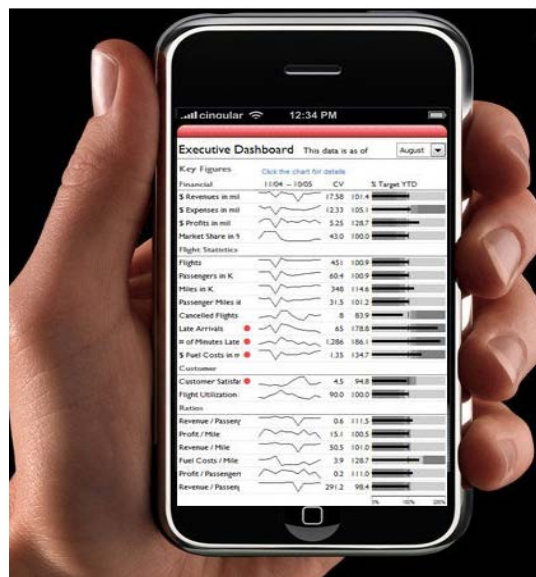 cingular 12:34 PM
Executive Dashboard This data is as of August
Key Figures Click the chart for details
Financial 11/04 – 10/05 CV % Target YTD
$ Revenues in mil 17.58 101.4
$ Expenses in mil 12.33 105.1
$ Profits in mil 5.25 128.7
Market Share in % 43.0 100.0
Flight Statistics
Flights 451 100.9
Passengers in K 60.4 100.9
Miles in K 348 114.6
Passenger Miles i 31.5 101.2
Cancelled Flights 8 83.9
Late Arrivals 65 178.8
# of Minutes Late 1,286 186.1
$ Fuel Costs in m 1.35 134.7
Customer
Customer Satisfa 4.5 94.8
Flight Utilization 90.0 100.0
Ratios
Revenue / Passen 0.6 111.5
Profit / Mile 15.1 100.5
Revenue / Mile 50.5 101.0
Fuel Costs / Mile 3.9 128.7
Profit / Passenger 0.2 111.0
Revenue / Passen 291.2 98.4
0% 100% 200%